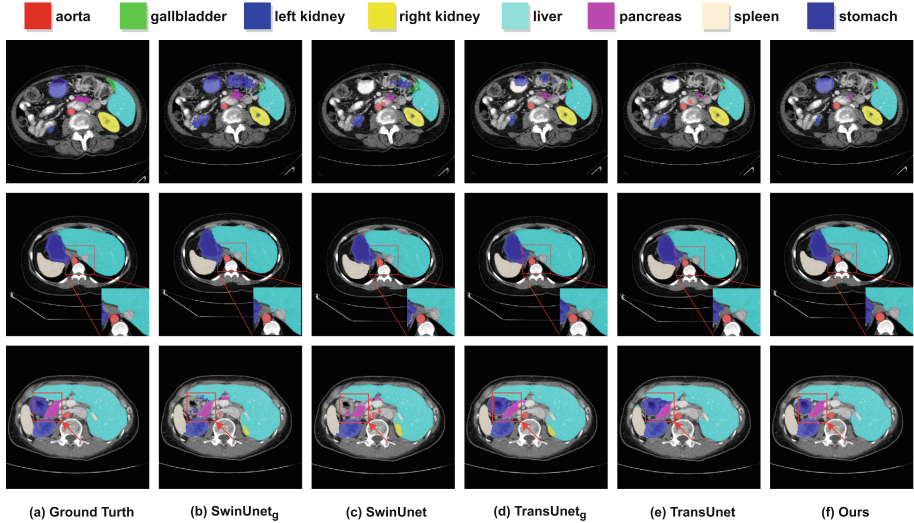 aorta gallbladder left kidney right kidney liver pancreas spleen stomach
(a) Ground Turth (b) SwinUnetg (c) SwinUnet (d) TransUnetg (e) TransUnet (f) Ours